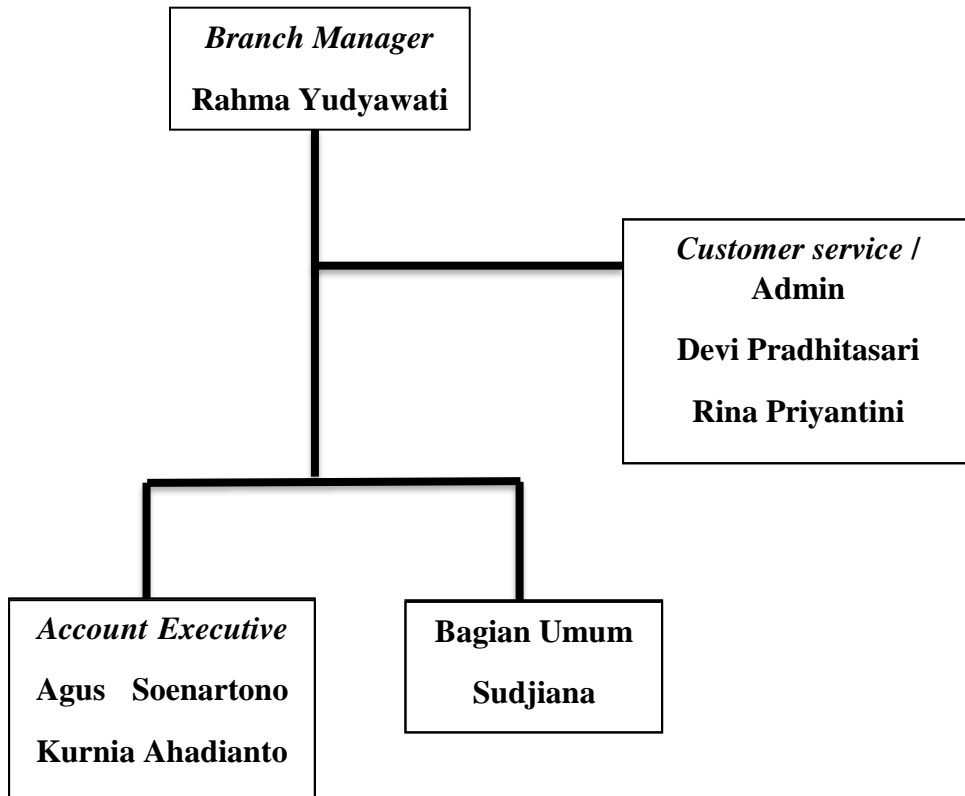 Branch Manager
Rahma Yudyawati
Customer service /
Admin
Devi Pradhitasari
Rina Priyantini
Account Executive
Agus Soenartono
Kurnia Ahadianto
Bagian Umum
Sudjiana